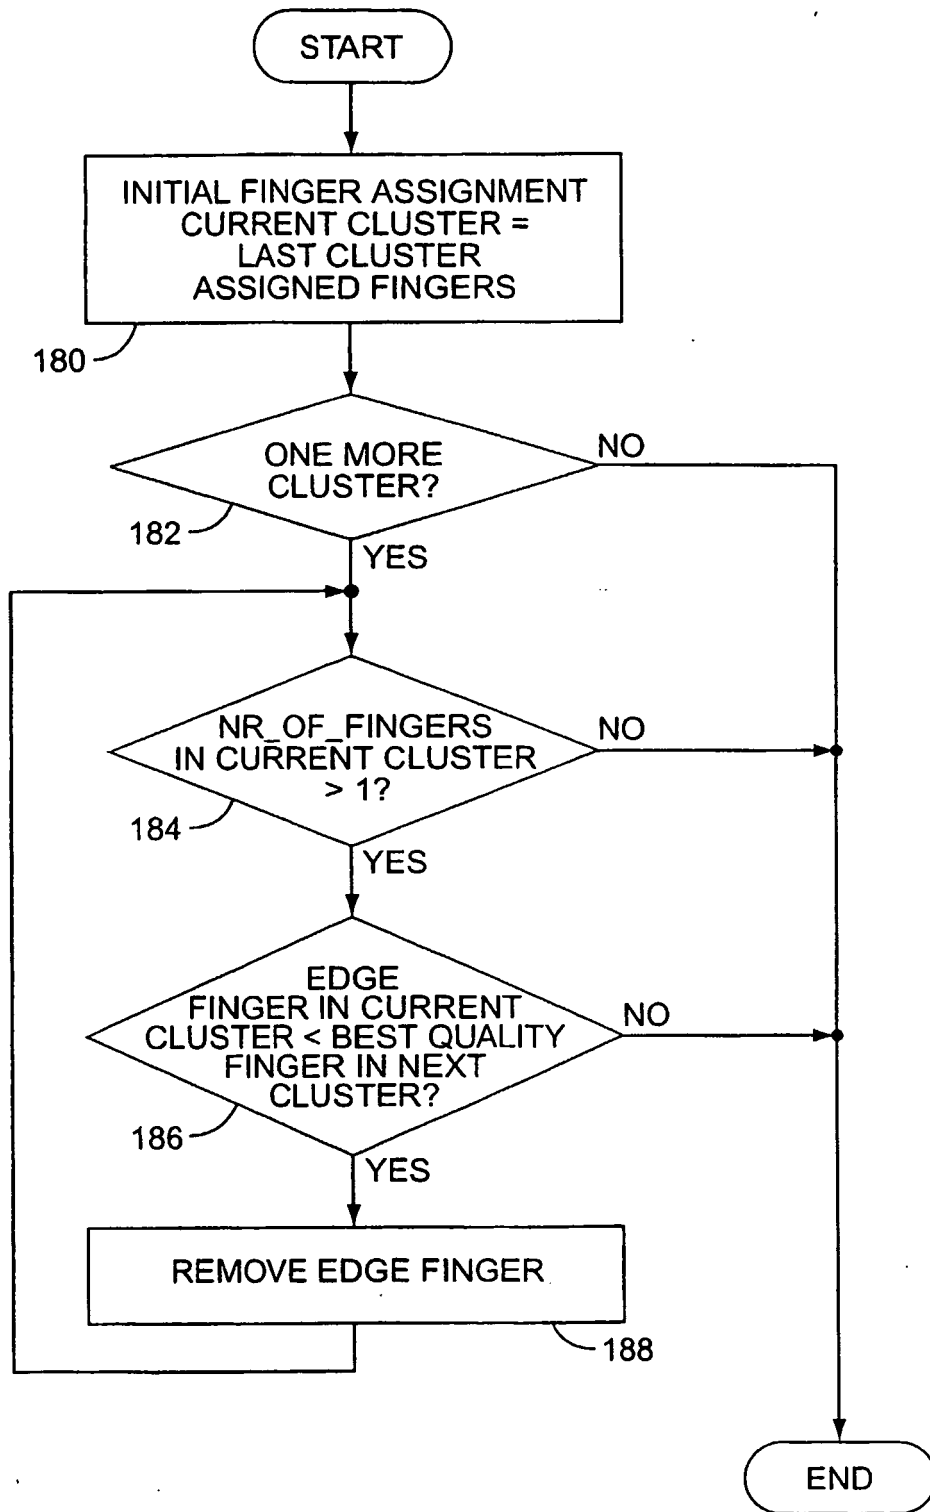 START
INITIAL FINGER ASSIGNMENT
CURRENT CLUSTER =
LAST CLUSTER
ASSIGNED FINGERS
180
ONE MORE
CLUSTER?
NO
182
YES
NR_OF_FINGERS
IN CURRENT CLUSTER
> 1?
NO
184
YES
EDGE
FINGER IN CURRENT
CLUSTER < BEST QUALITY
FINGER IN NEXT
CLUSTER?
NO
186
YES
REMOVE EDGE FINGER
188
END